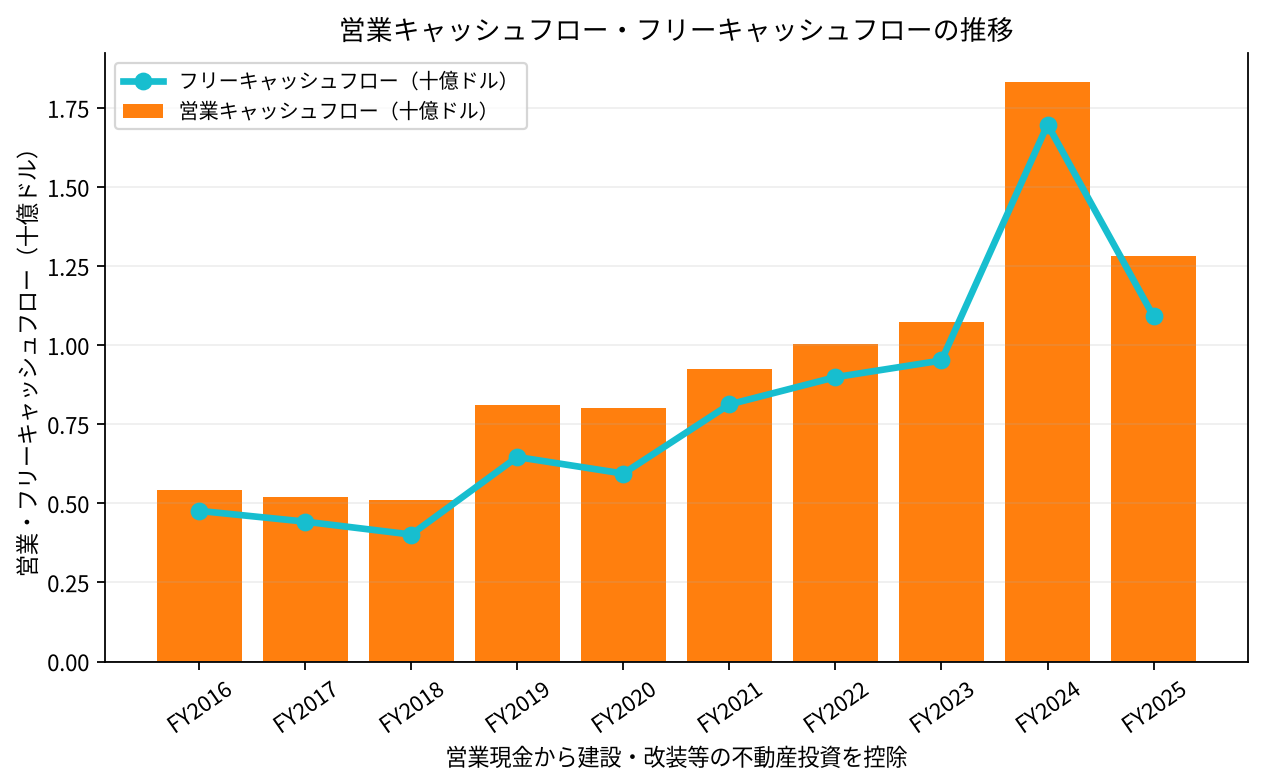 営業キャッシュフロー・フリーキャッシュフローの推移
フリーキャッシュフロー（十億ドル）
営業キャッシュフロー（十億ドル）
営業・フリーキャッシュフロー（十億ドル）
1.75
1.50
1.25
1.00
0.75
0.50
0.25
0.00
FY2016
FY2017
FY2018
FY2019
FY2020
FY2021
FY2022
FY2023
FY2024
FY2025
営業現金から建設・改装等の不動産投資を控除